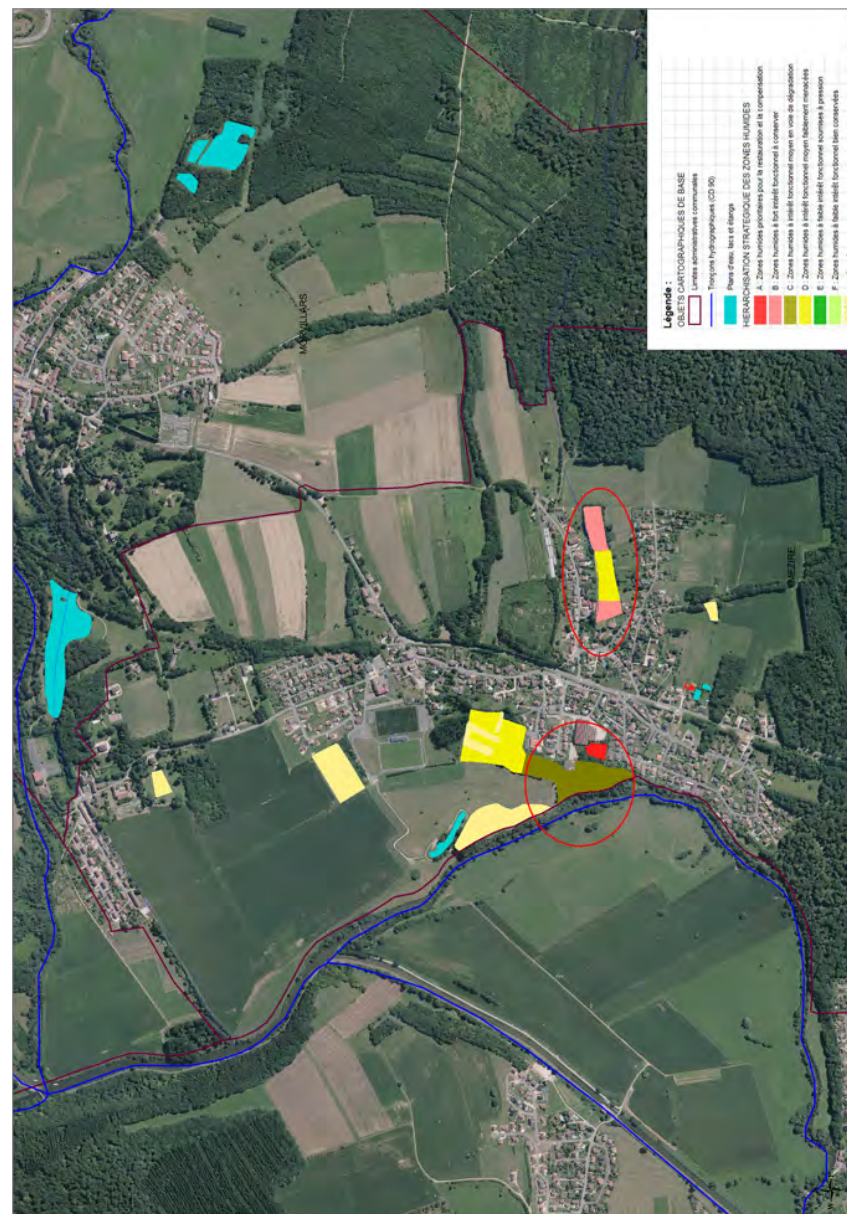 Légende :
OBJETS CARTOGRAPHIQUES DE BASE
Limites administratives communales
Tronçons hydrographiques (CD 90)
Plans d'eau, lacs et étangs
HIERARCHISATION STRATEGIQUE DES ZONES HUMIDES
A : Zones humides prioritaires pour la restauration et la compensation
B : Zones humides à fort intérêt fonctionnel à conserver
C : Zones humides à intérêt fonctionnel moyen en voie de dégradation
D : Zones humides à intérêt fonctionnel moyen faiblement menacées
E : Zones humides à faible intérêt fonctionnel soumises à pression
F : Zones humides à faible intérêt fonctionnel bien conservées
MORVILLARS
MEZIRE